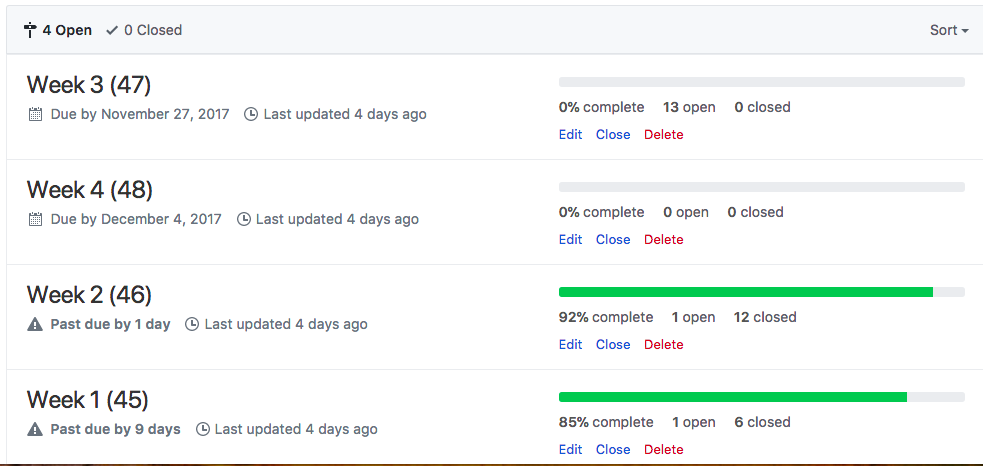 4 Open 0 Closed Sort
Week 3 (47)
Due by November 27, 2017 Last updated 4 days ago
0% complete 13 open 0 closed
Edit Close Delete
Week 4 (48)
Due by December 4, 2017 Last updated 4 days ago
0% complete 0 open 0 closed
Edit Close Delete
Week 2 (46)
Past due by 1 day Last updated 4 days ago
92% complete 1 open 12 closed
Edit Close Delete
Week 1 (45)
Past due by 9 days Last updated 4 days ago
85% complete 1 open 6 closed
Edit Close Delete